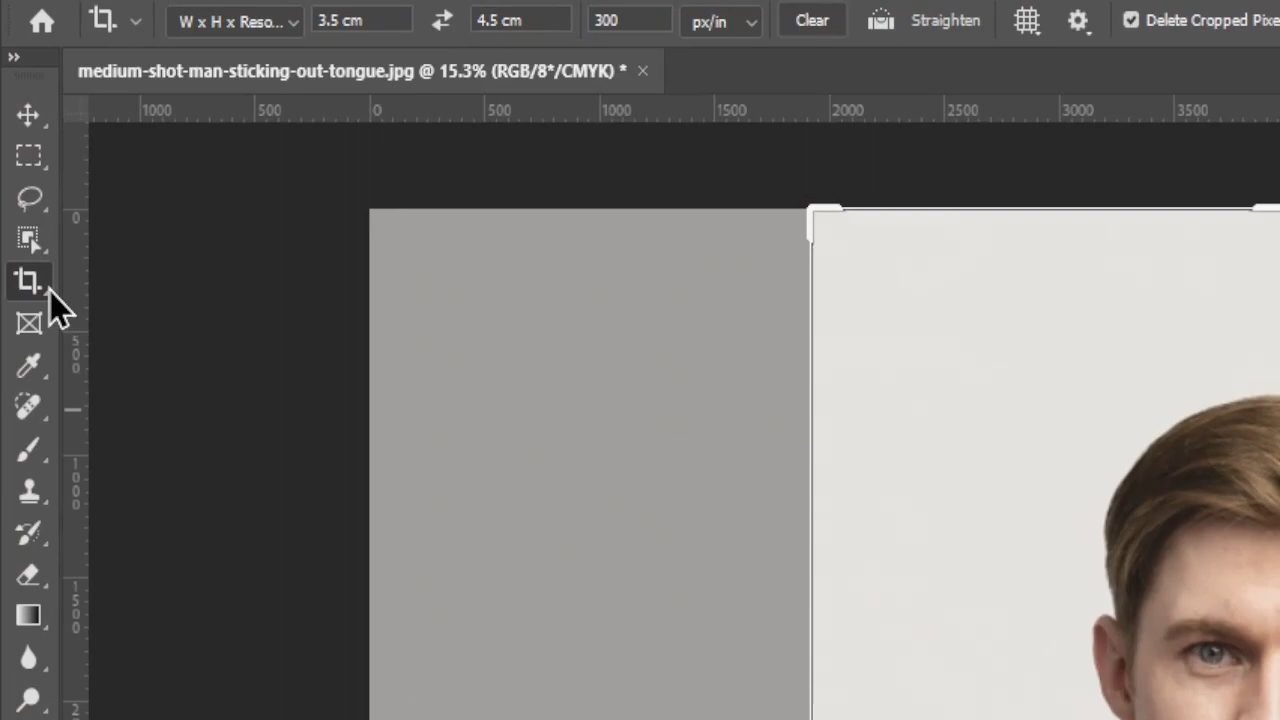 W x H x Reso... 3.5 cm 4.5 cm 300 px/in Clear Straighten Delete Cropped Pixe
medium-shot-man-sticking-out-tongue.jpg @ 15.3% (RGB/8*/CMYK) * ×
1000 500 0 500 1000 1500 2000 2500 3000 3500
0
500
1000
1500
2